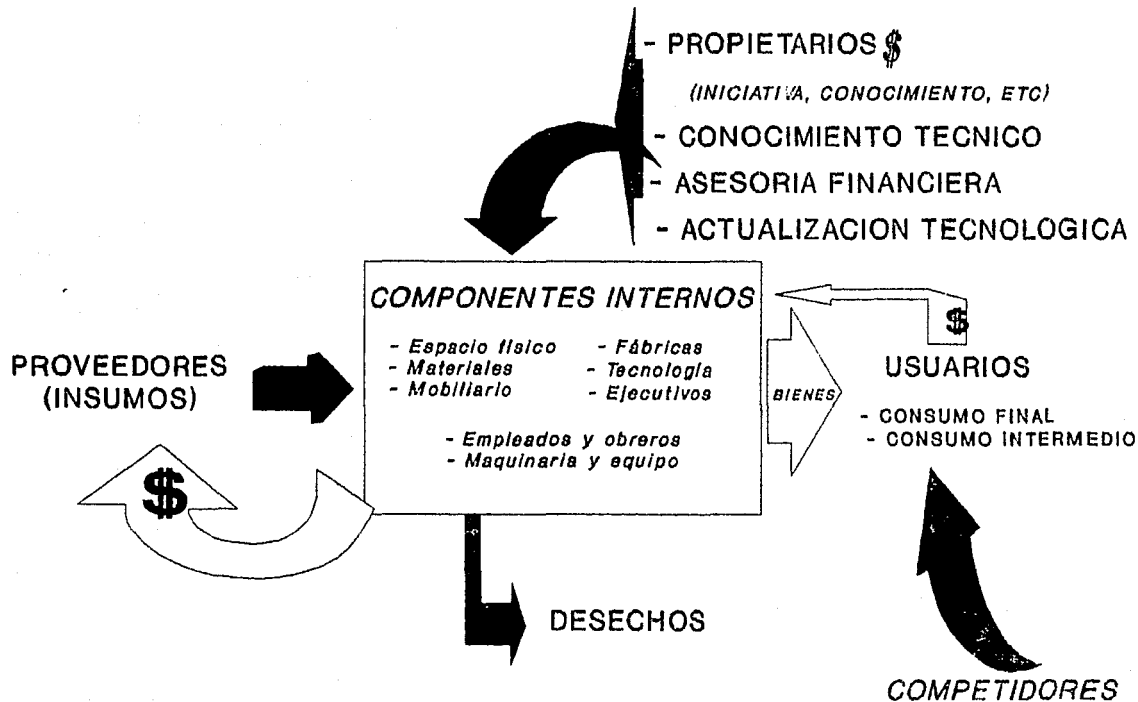 - PROPIETARIOS $
(INICIATIVA, CONOCIMIENTO, ETC)
- CONOCIMIENTO TECNICO
- ASESORIA FINANCIERA
- ACTUALIZACION TECNOLOGICA
COMPONENTES INTERNOS
- Espacio físico - Fábricas
- Materiales - Tecnología
- Mobiliario - Ejecutivos
- Empleados y obreros
- Maquinaria y equipo
PROVEEDORES
(INSUMOS)
$
BIENES
$
USUARIOS
- CONSUMO FINAL
- CONSUMO INTERMEDIO
DESECHOS
COMPETIDORES